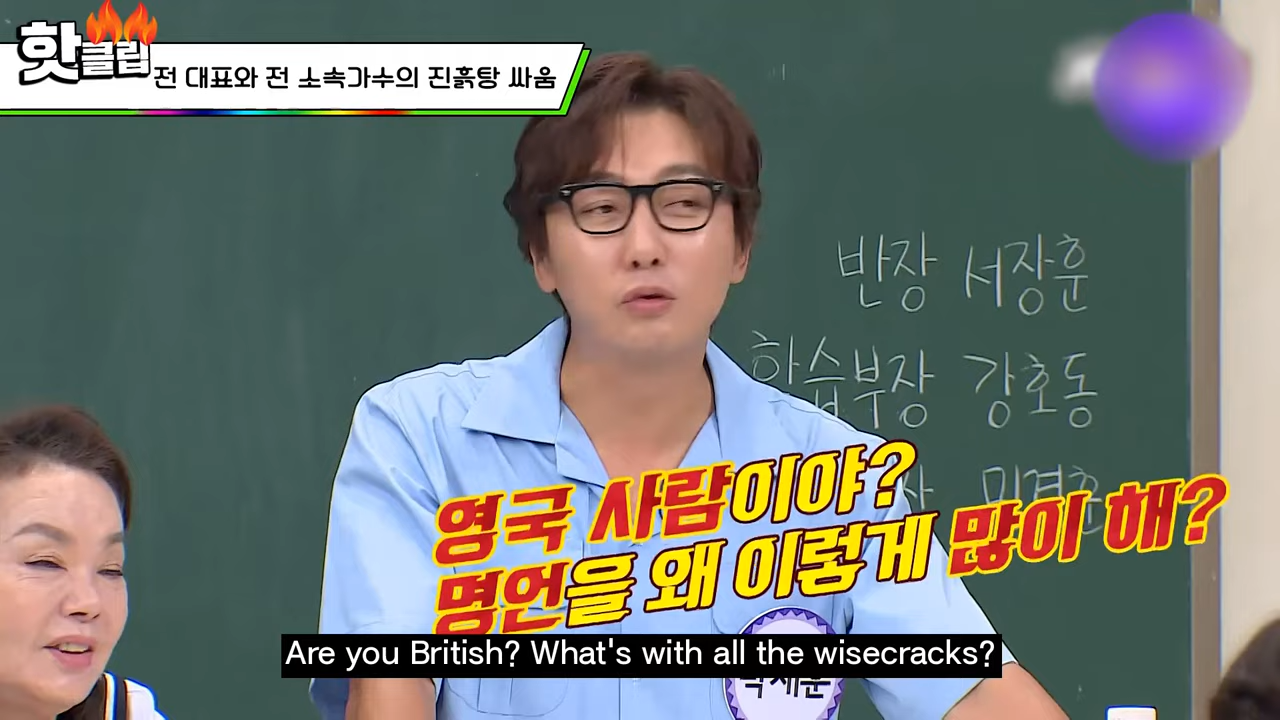 핫클립
전 대표와 전 소속가수의 진흙탕 싸움
반장 서장훈
학습부장 강호동
영국 사람이야?
명언을 왜 이렇게 많이 해?
Are you British? What's with all the wisecracks?